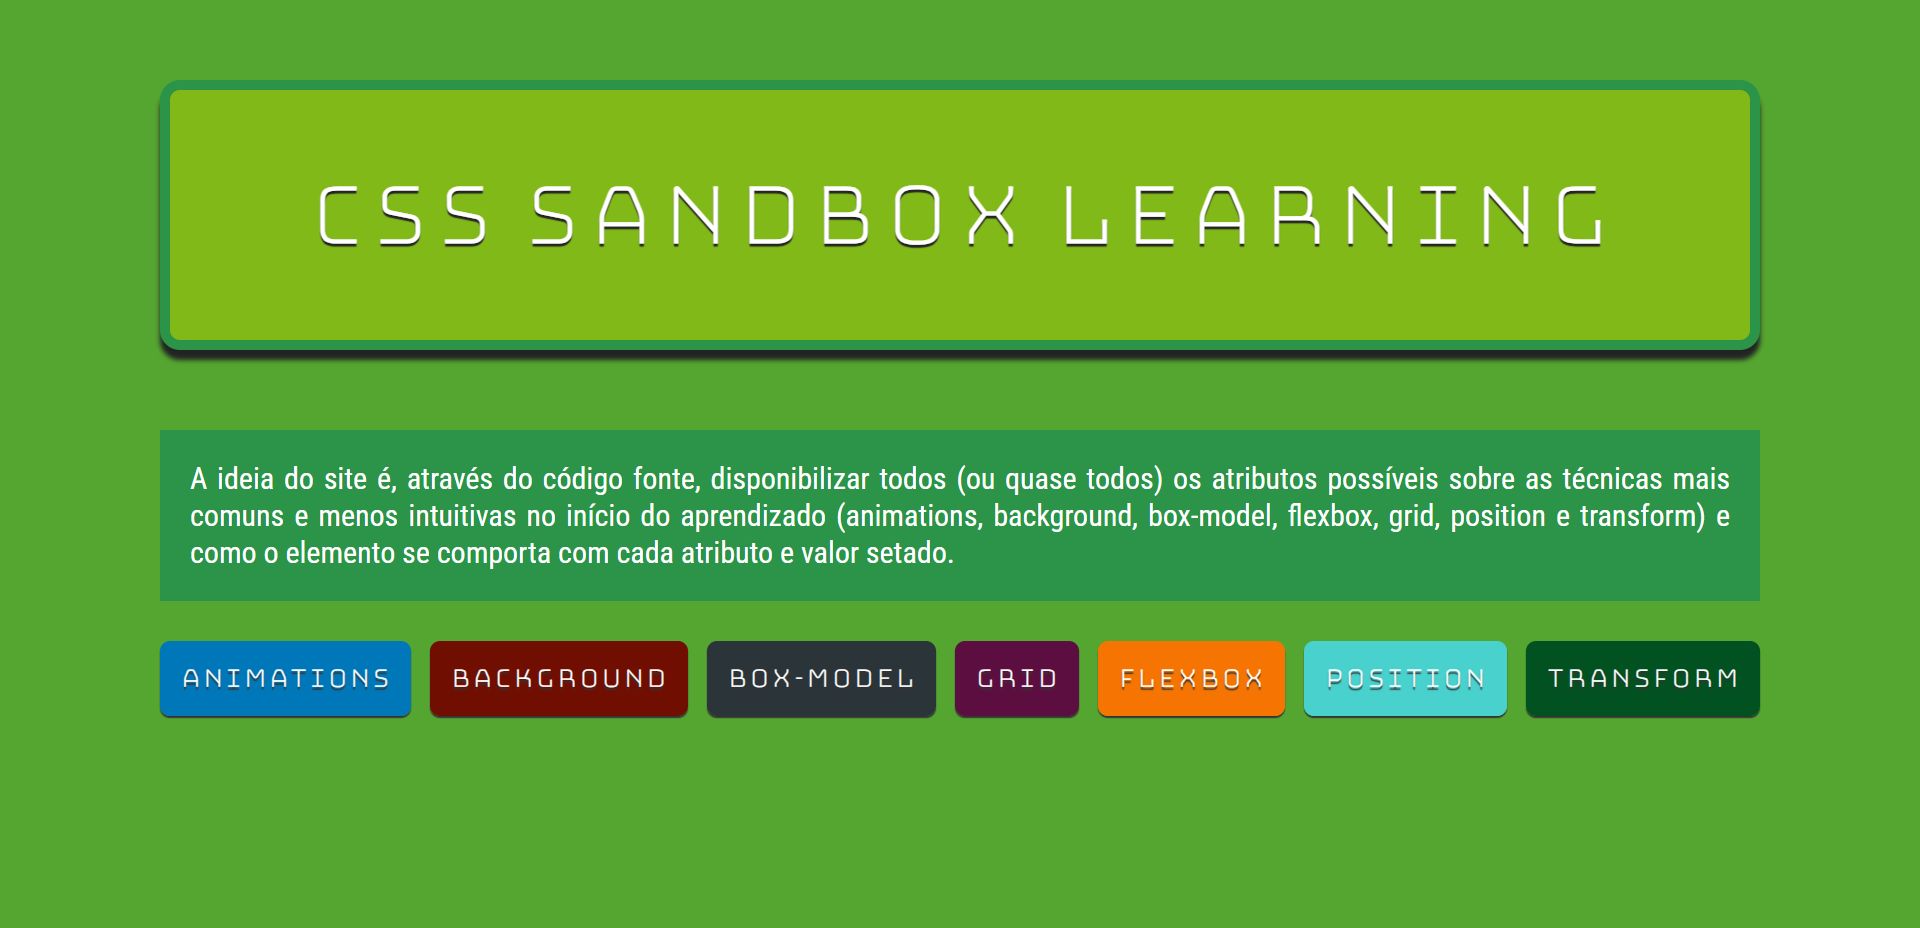 CSS SANDBOX LEARNING
A ideia do site é, através do código fonte, disponibilizar todos (ou quase todos) os atributos possíveis sobre as técnicas mais
comuns e menos intuitivas no início do aprendizado (animations, background, box-model, flexbox, grid, position e transform) e
como o elemento se comporta com cada atributo e valor setado.
ANIMATIONS BACKGROUND BOX-MODEL GRID FLEXBOX POSITION TRANSFORM